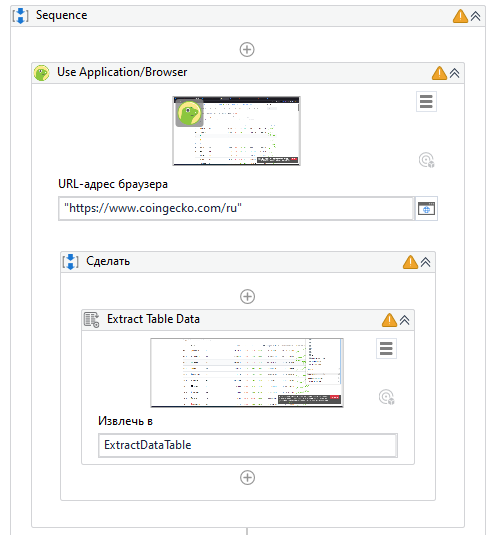 Sequence
Use Application/Browser
URL-адрес браузера
"https://www.coingecko.com/ru"
Сделать
Extract Table Data
Извлечь в
ExtractDataTable